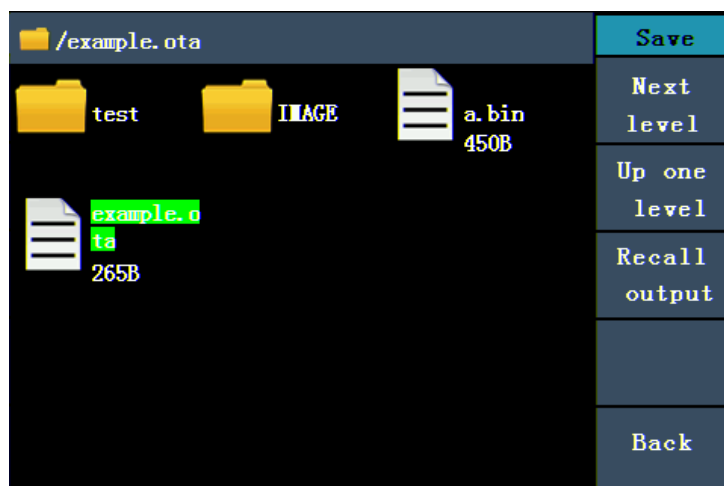 /example.ota
Save
test
IMAGE
a.bin
450B
example.o
ta
265B
Next
level
Up one
level
Recall
output
Back